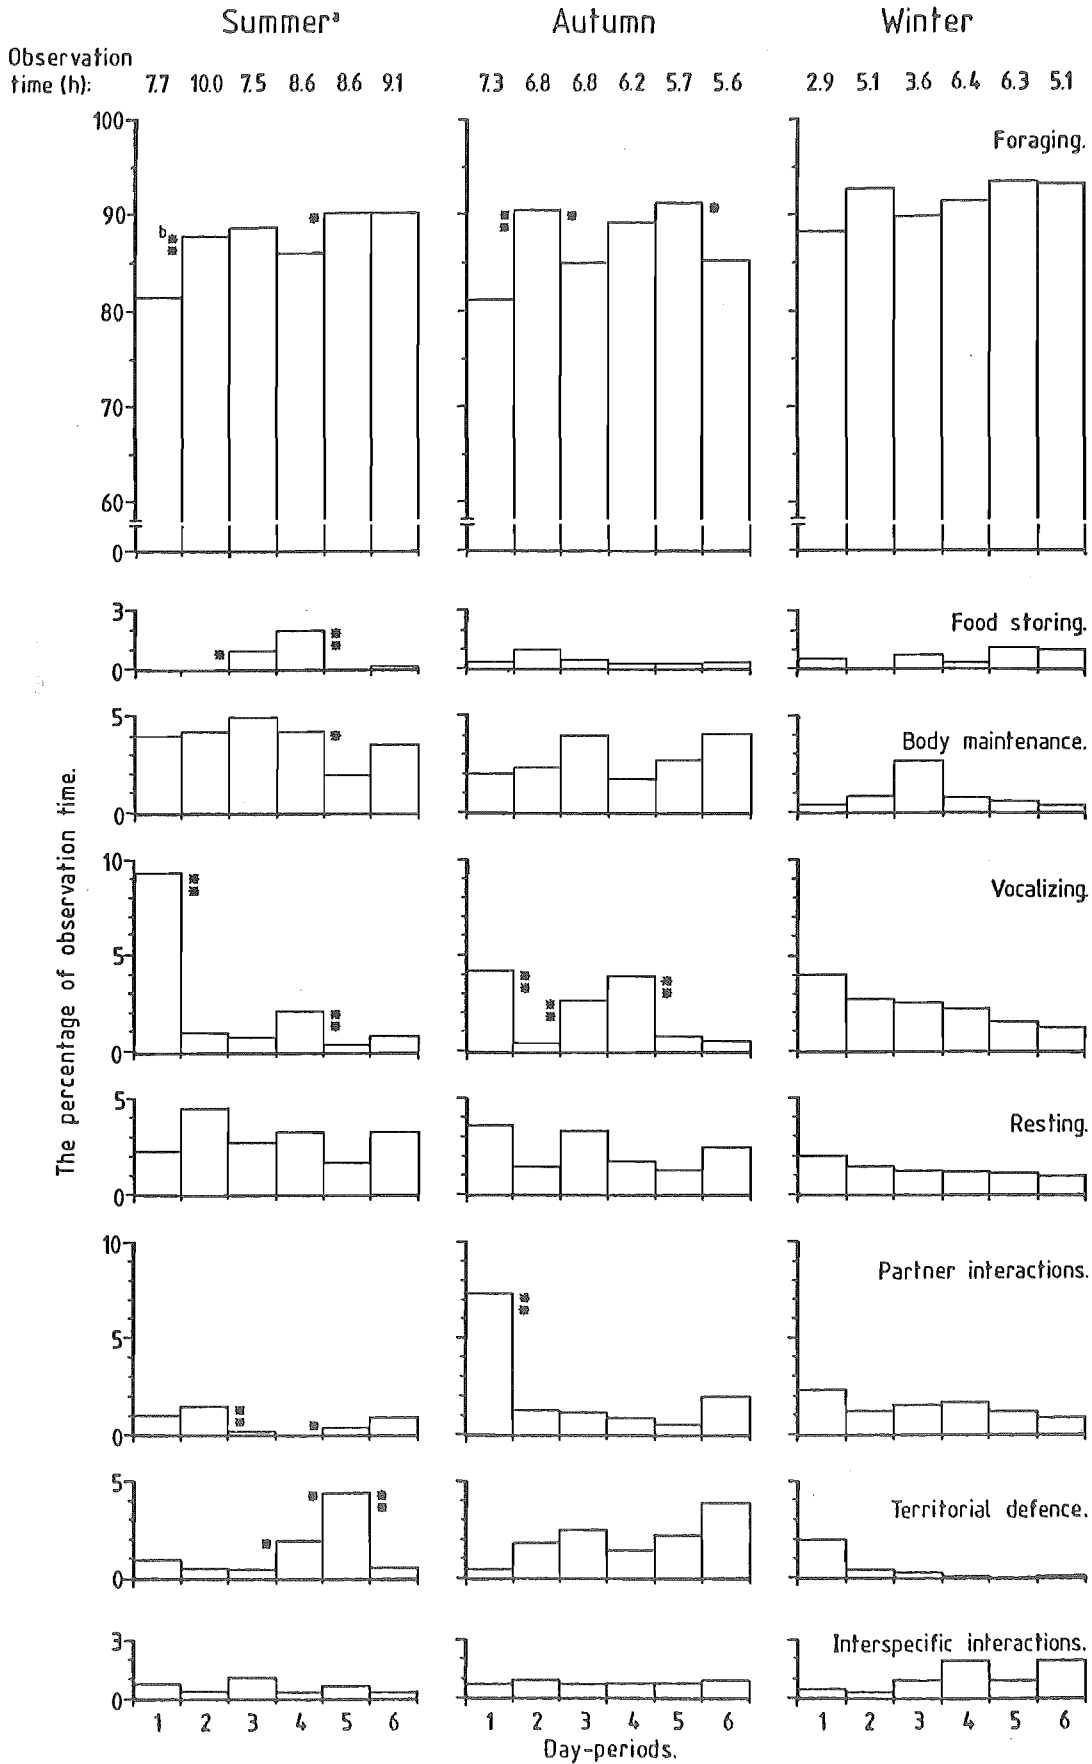 Summerª Autumn Winter
Observation
time (h): 7.7 10.0 7.5 8.6 8.6 9.1 7.3 6.8 6.8 6.2 5.7 5.6 2.9 5.1 3.6 6.4 6.3 5.1
100
Foraging.
90
b
80
70
60
0
3
Food storing.
0
5
Body maintenance.
0
10
Vocalizing.
5
0
5
Resting.
0
10
Partner interactions.
5
0
5
Territorial defence.
0
3
Interspecific interactions.
0
1 2 3 4 5 6 1 2 3 4 5 6 1 2 3 4 5 6
Day-periods.
The percentage of observation time.